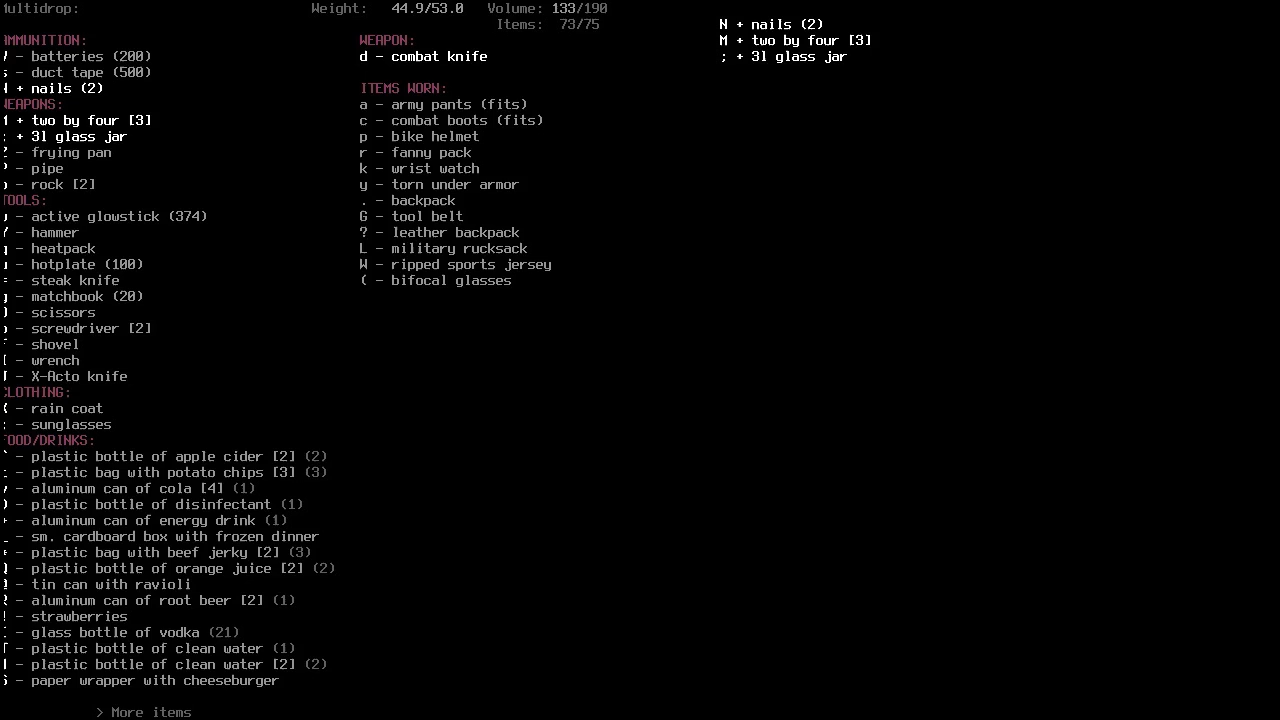 Multidrop: Weight: 44.9/53.0 Volume: 133/190
Items: 73/75
AMMUNITION:
- batteries (200)
- duct tape (500)
+ nails (2)
WEAPONS:
+ two by four [3]
+ 3l glass jar
- frying pan
- pipe
- rock [2]
TOOLS:
- active glowstick (374)
- hammer
- heatpack
- hotplate (100)
- steak knife
- matchbook (20)
- scissors
- screwdriver [2]
- shovel
- wrench
- X-Acto knife
CLOTHING:
- rain coat
- sunglasses
FOOD/DRINKS:
- plastic bottle of apple cider [2] (2)
- plastic bag with potato chips [3] (3)
- aluminum can of cola [4] (1)
- plastic bottle of disinfectant (1)
- aluminum can of energy drink (1)
- sm. cardboard box with frozen dinner
- plastic bag with beef jerky [2] (3)
- plastic bottle of orange juice [2] (2)
- tin can with ravioli
- aluminum can of root beer [2] (1)
- strawberries
- glass bottle of vodka (21)
- plastic bottle of clean water (1)
- plastic bottle of clean water [2] (2)
- paper wrapper with cheeseburger
> More items
WEAPON:
d - combat knife
ITEMS WORN:
a - army pants (fits)
c - combat boots (fits)
p - bike helmet
r - fanny pack
k - wrist watch
y - torn under armor
. - backpack
G - tool belt
? - leather backpack
L - military rucksack
W - ripped sports jersey
( - bifocal glasses
N + nails (2)
M + two by four [3]
; + 3l glass jar